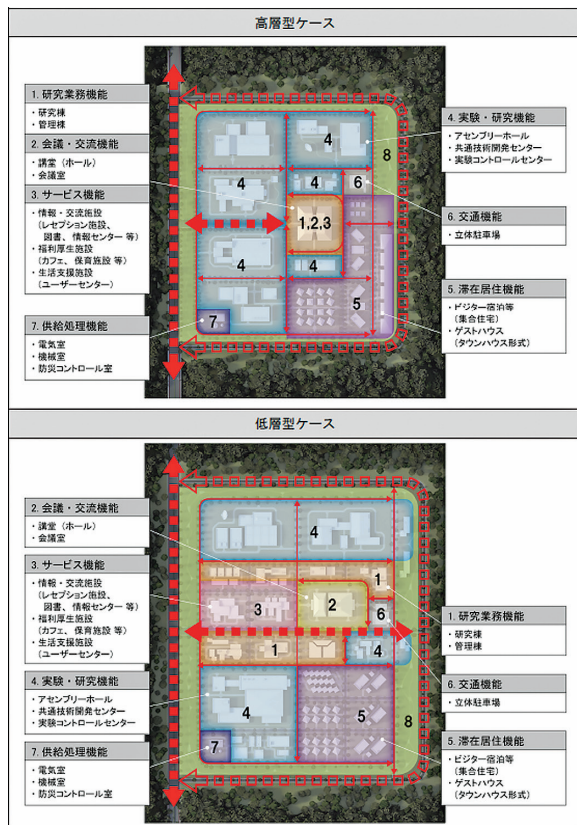 高層型ケース
1. 研究業務機能
・研究棟
・管理棟
2. 会議・交流機能
・講堂（ホール）
・会議室
3. サービス機能
・情報・交流施設
（レセプション施設、
図書、情報センター 等）
・福利厚生施設
（カフェ、保育施設 等）
・生活支援施設
（ユーザーセンター）
7. 供給処理機能
・電気室
・機械室
・防災コントロール室
4
4
4
8
6
1,2,3
4
4
5
7
4. 実験・研究機能
・アセンブリーホール
・共通技術開発センター
・実験コントロールセンター
6. 交通機能
・立体駐車場
5. 滞在居住機能
・ビジター宿泊等
（集合住宅）
・ゲストハウス
（タウンハウス形式）
低層型ケース
2. 会議・交流機能
・講堂（ホール）
・会議室
3. サービス機能
・情報・交流施設
（レセプション施設、
図書、情報センター 等）
・福利厚生施設
（カフェ、保育施設 等）
・生活支援施設
（ユーザーセンター）
4. 実験・研究機能
・アセンブリーホール
・共通技術開発センター
・実験コントロールセンター
7. 供給処理機能
・電気室
・機械室
・防災コントロール室
4
1
3
2
6
1
4
4
5
8
7
1. 研究業務機能
・研究棟
・管理棟
6. 交通機能
・立体駐車場
5. 滞在居住機能
・ビジター宿泊等
（集合住宅）
・ゲストハウス
（タウンハウス形式）